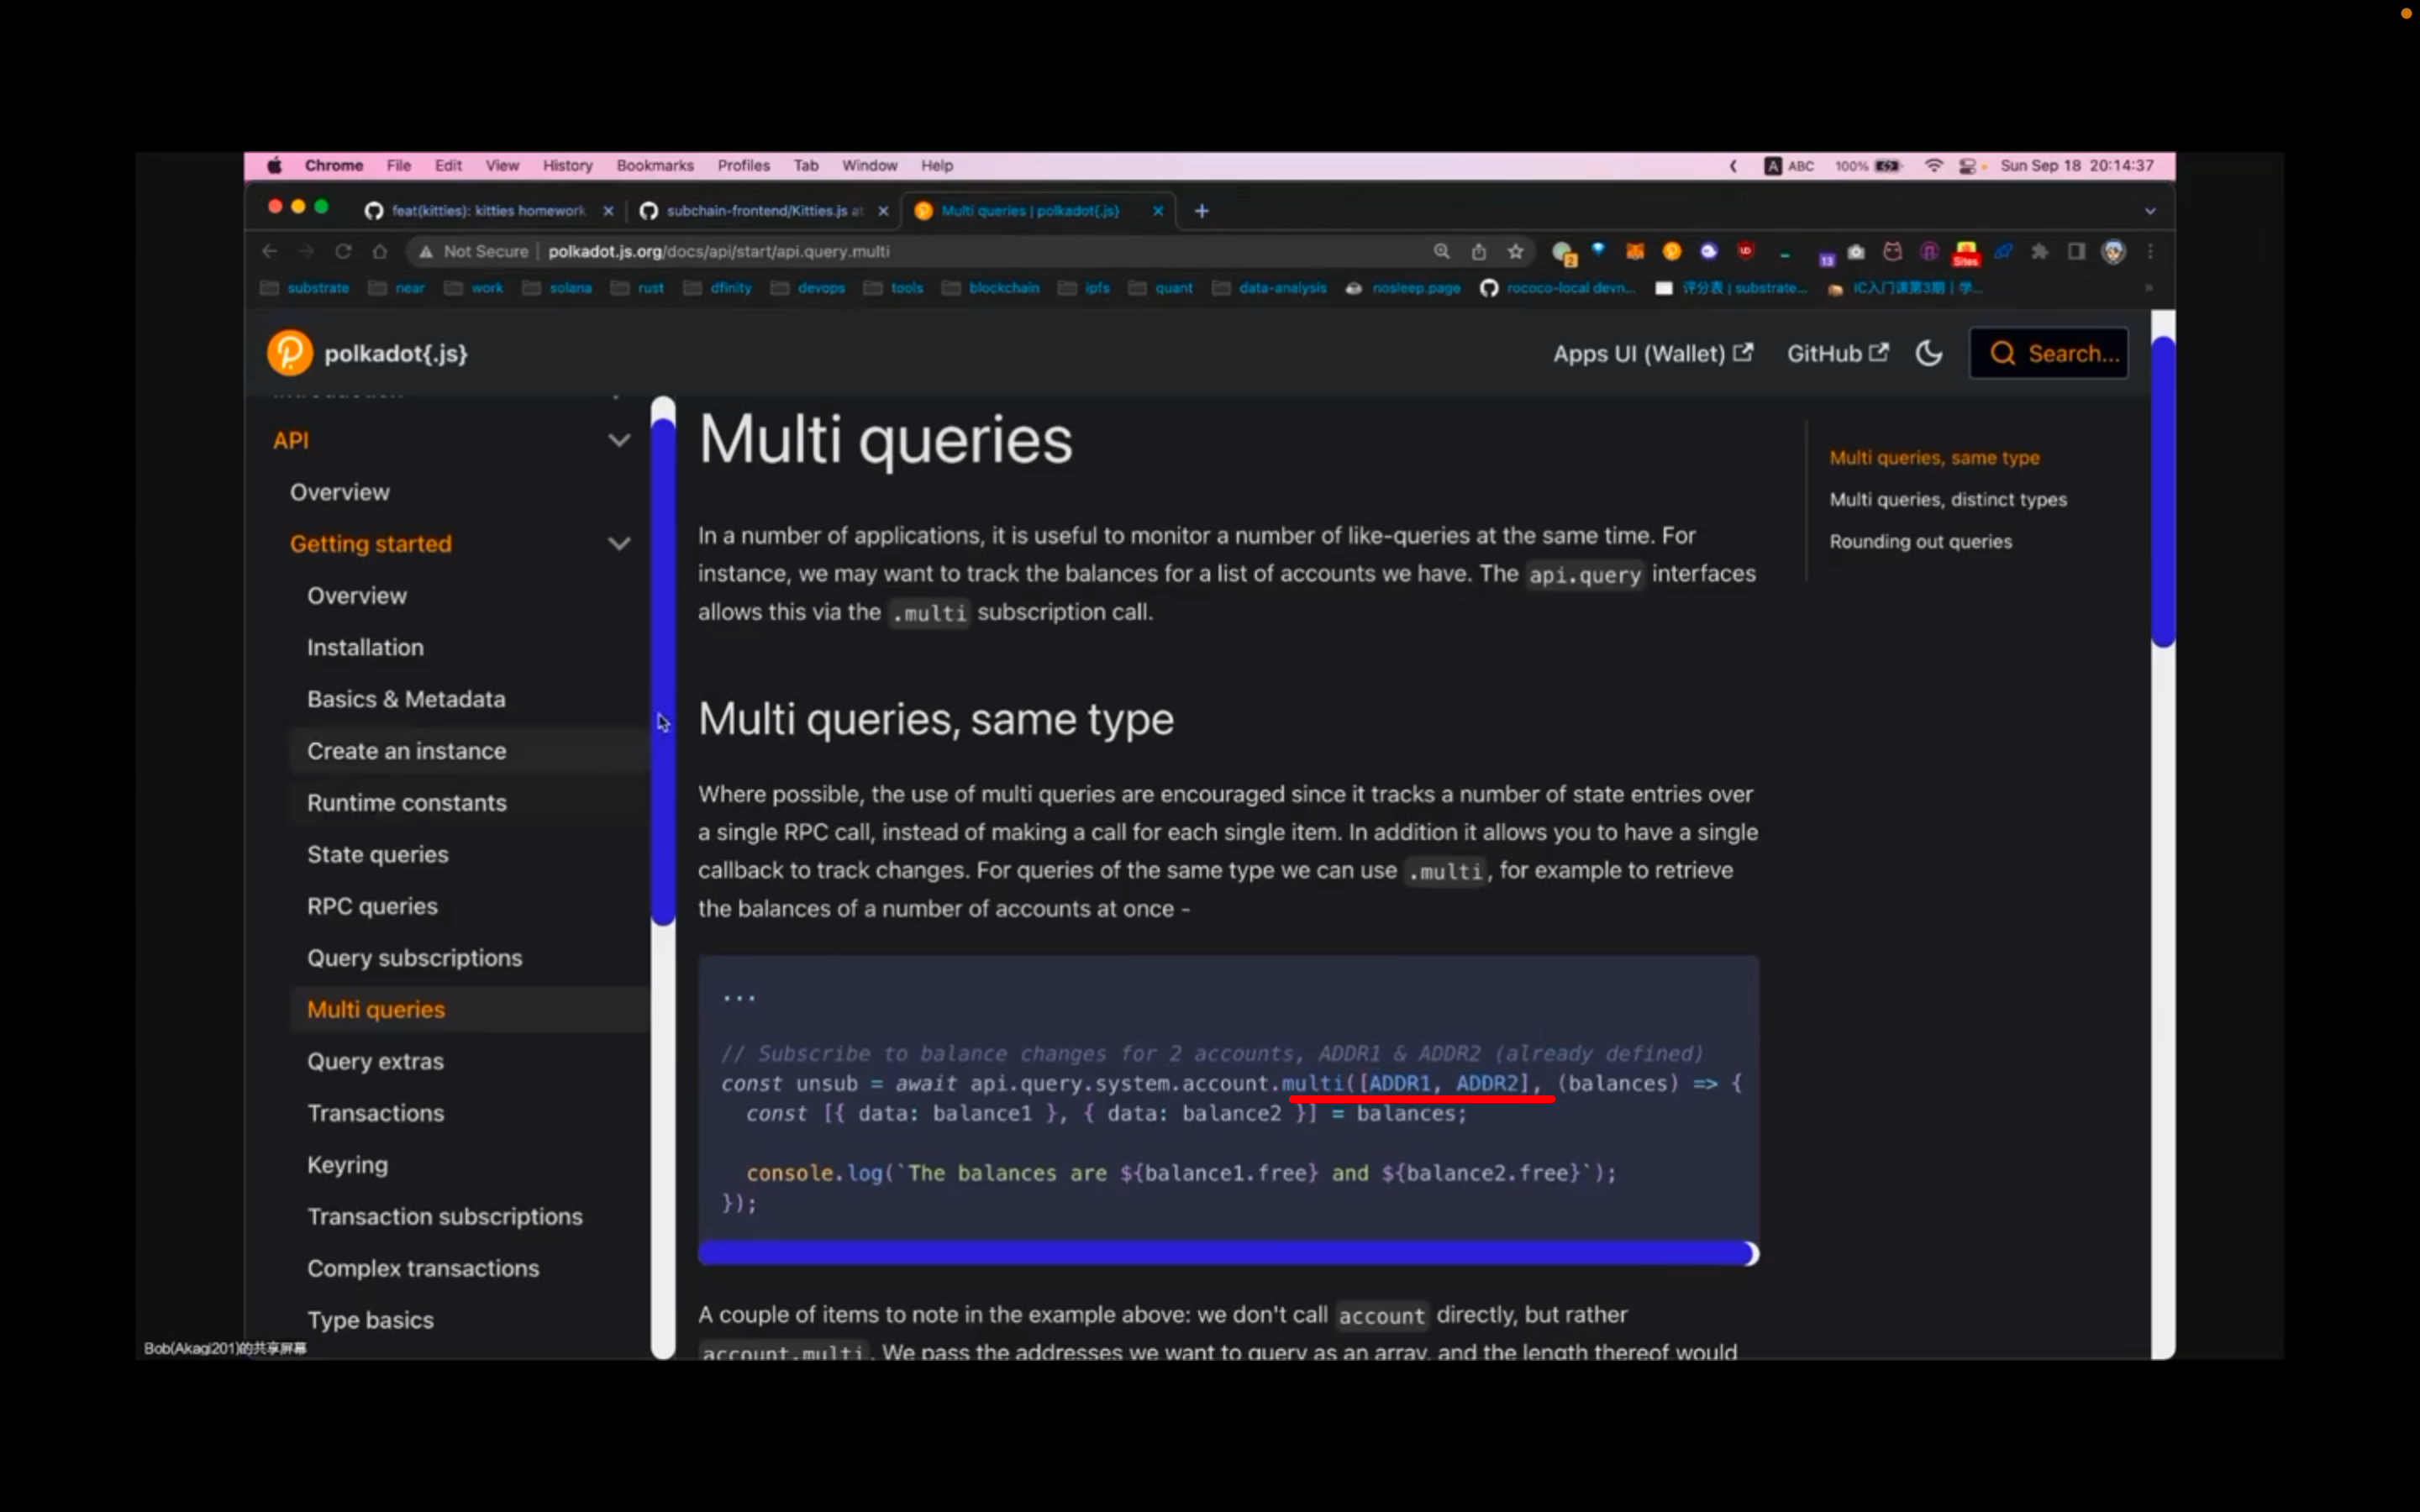 Chrome File Edit View History Bookmarks Profiles Tab Window Help
ABC 100% Sun Sep 18 20:14:37
feat(kitties): kitties homework
subchain-frontend/Kitties.js at
Multi queries | polkadot{.js}
Not Secure polkadot.js.org/docs/api/start/api.query.multi
2
13
Sites
substrate near work solana rust dfinity devops tools blockchain ipfs quant data-analysis nosleep.page rococo-local devn... 评分表 | substrate... IC入门课第3期 | 学...
polkadot{.js}
Apps UI (Wallet) GitHub Search...
API
Overview
Getting started
Overview
Installation
Basics & Metadata
Create an instance
Runtime constants
State queries
RPC queries
Query subscriptions
Multi queries
Query extras
Transactions
Keyring
Transaction subscriptions
Complex transactions
Type basics
Multi queries
In a number of applications, it is useful to monitor a number of like-queries at the same time. For
instance, we may want to track the balances for a list of accounts we have. The api.query interfaces
allows this via the .multi subscription call.
Multi queries, same type
Where possible, the use of multi queries are encouraged since it tracks a number of state entries over
a single RPC call, instead of making a call for each single item. In addition it allows you to have a single
callback to track changes. For queries of the same type we can use .multi, for example to retrieve
the balances of a number of accounts at once -
...
// Subscribe to balance changes for 2 accounts, ADDR1 & ADDR2 (already defined)
const unsub = await api.query.system.account.multi([ADDR1, ADDR2], (balances) => {
const [{ data: balance1 }, { data: balance2 }] = balances;
console.log(`The balances are ${balance1.free} and ${balance2.free}`);
});
A couple of items to note in the example above: we don't call account directly, but rather
account.multi. We pass the addresses we want to query as an array, and the length thereof would
Multi queries, same type
Multi queries, distinct types
Rounding out queries
Bob(Akagi201)的共享屏幕